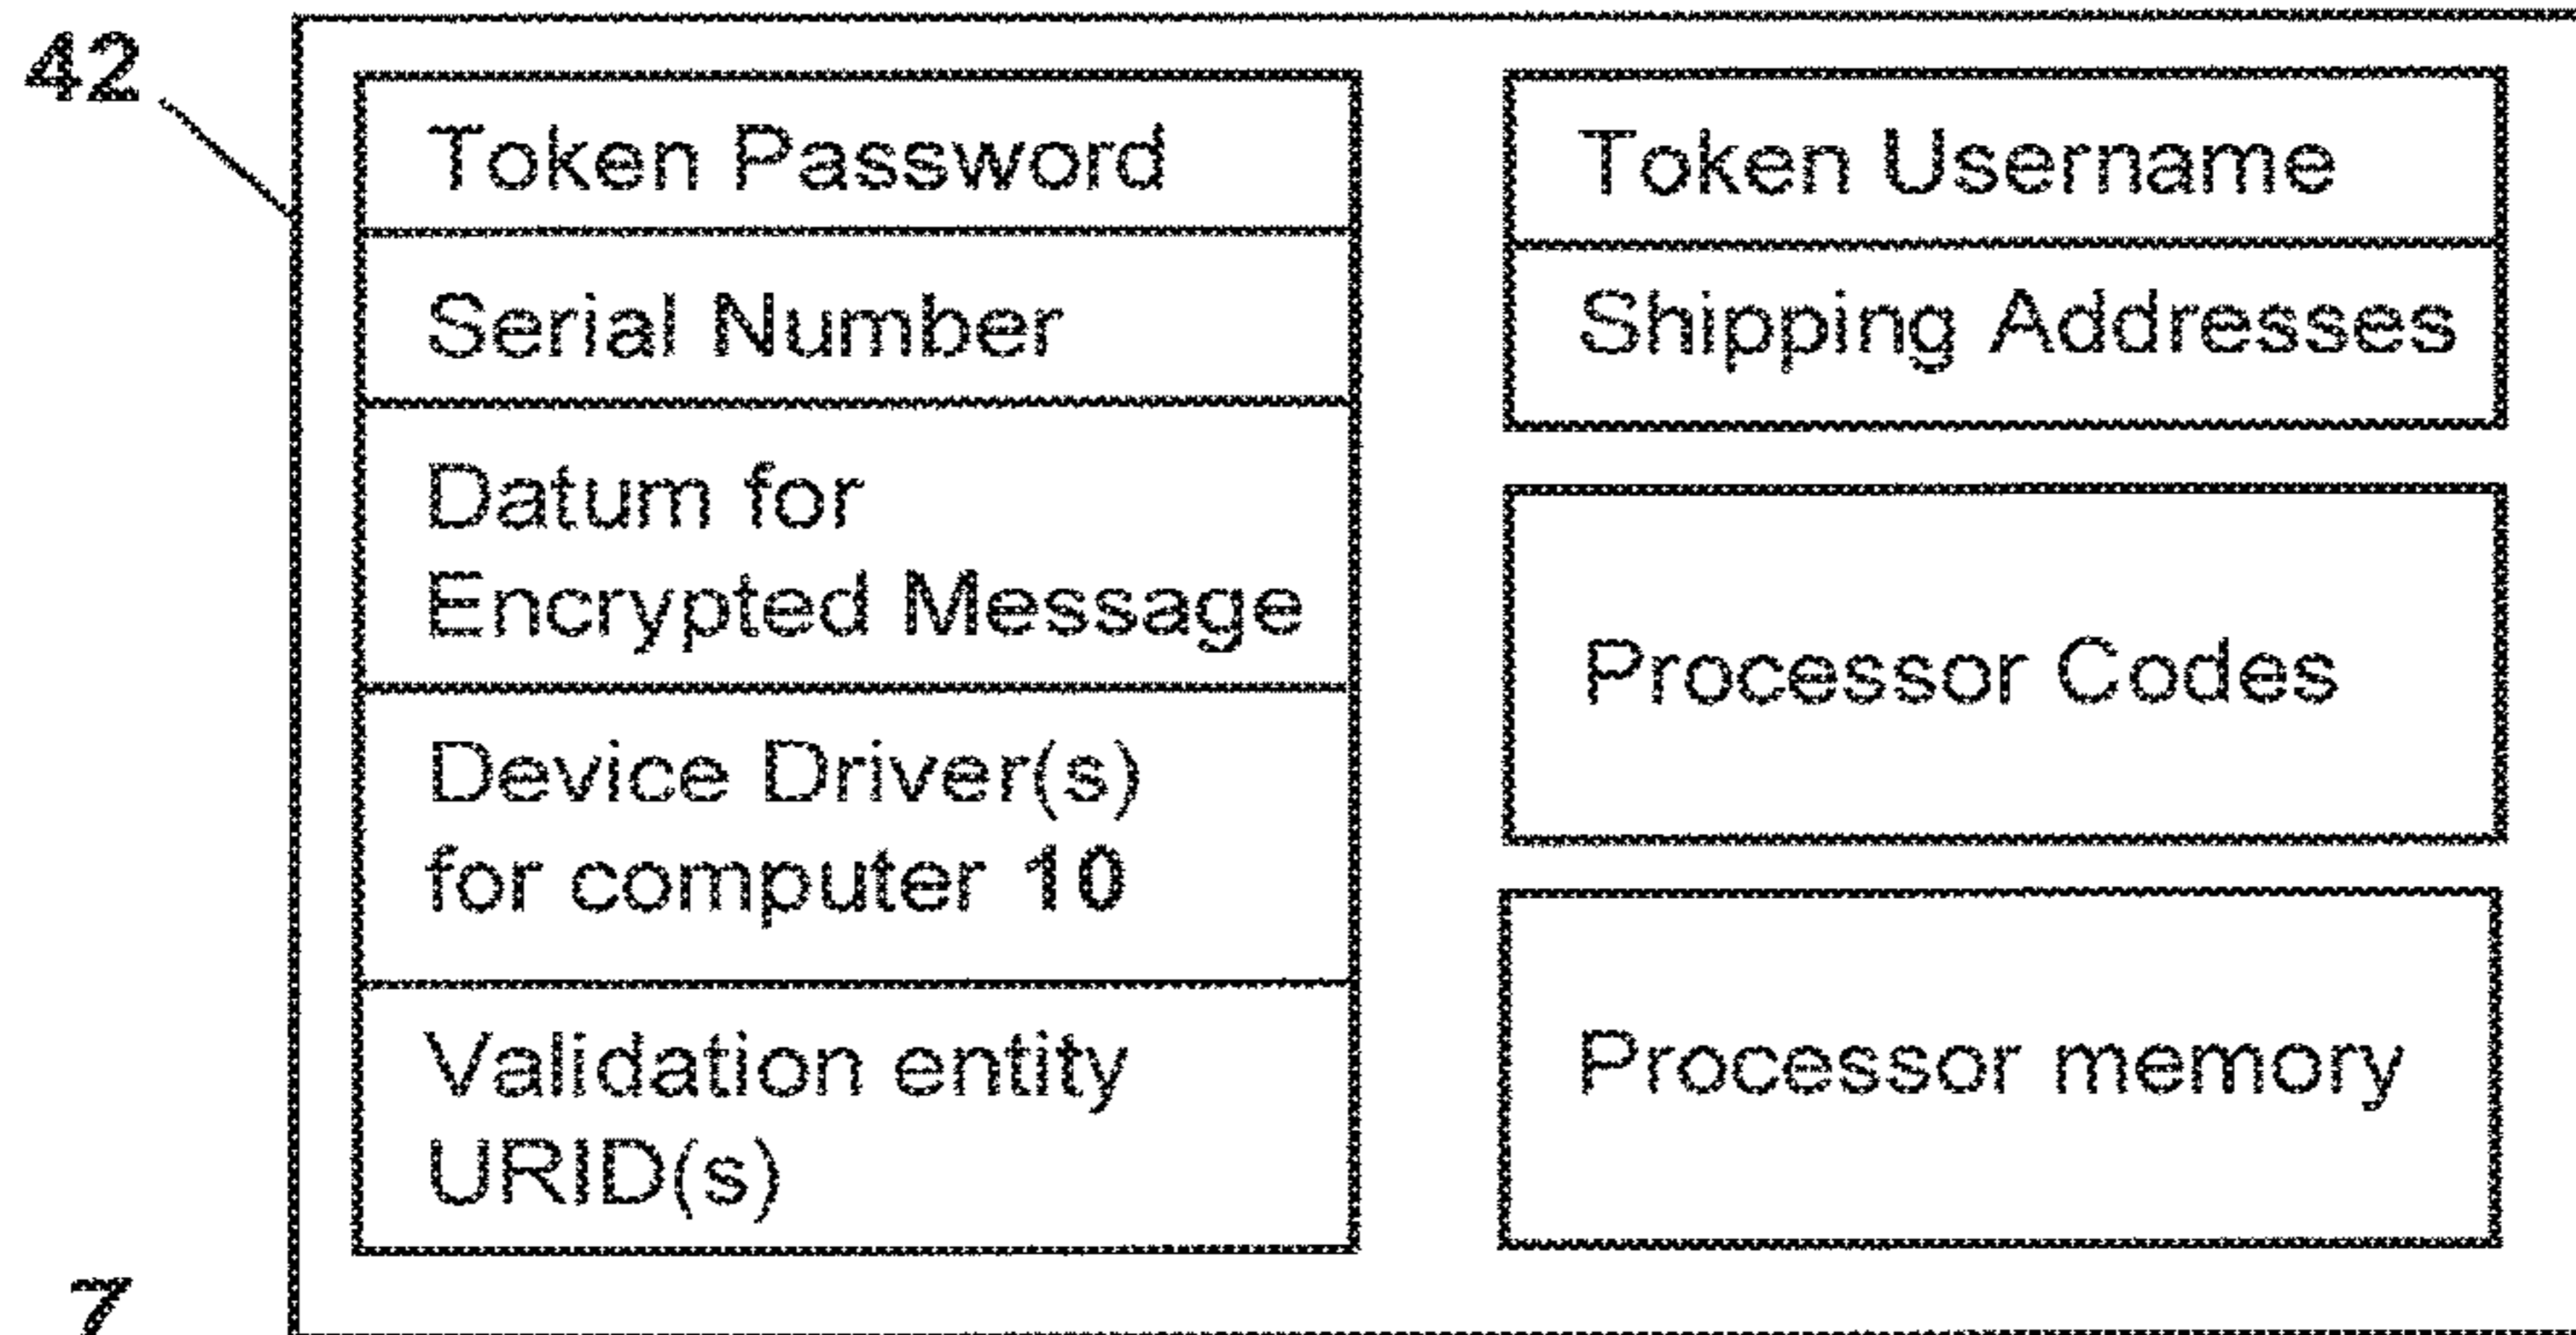 42
Token Password
Serial Number
Datum for
Encrypted Message
Device Driver(s)
for computer 10
Validation entity
URID(s)
Token Username
Shipping Addresses
Processor Codes
Processor memory
7